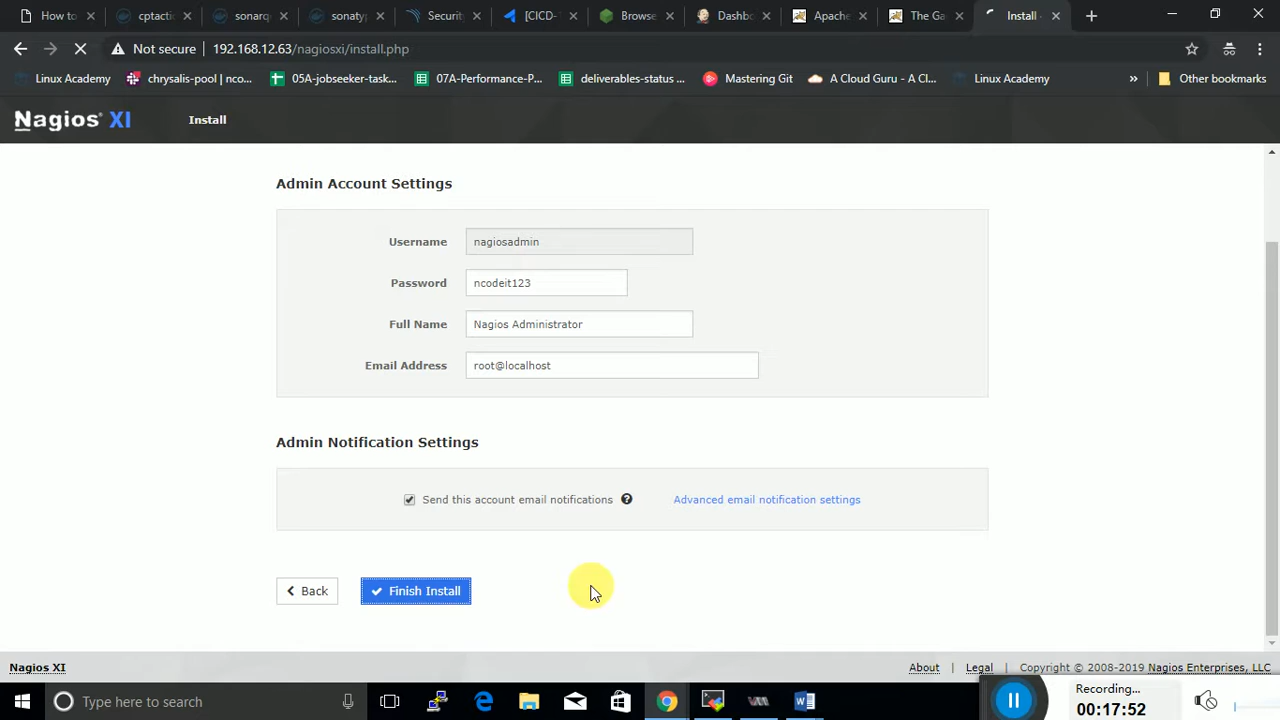 How to
cptactic
sonarq
sonatyp
Security
[CICD-
Browse
Dashbo
Apache
The Ga
Install -
Not secure
192.168.12.63/nagiosxi/install.php
Linux Academy
chrysalis-pool | nco...
05A-jobseeker-task...
07A-Performance-P...
deliverables-status ...
Mastering Git
A Cloud Guru - A Cl...
Linux Academy
»
Other bookmarks
Nagios® XI
Install
Admin Account Settings
Username
nagiosadmin
Password
ncodeit123
Full Name
Nagios Administrator
Email Address
root@localhost
Admin Notification Settings
Send this account email notifications
Advanced email notification settings
Back
Finish Install
Nagios XI
About | Legal | Copyright © 2008-2019 Nagios Enterprises, LLC
Type here to search
Recording...
00:17:52